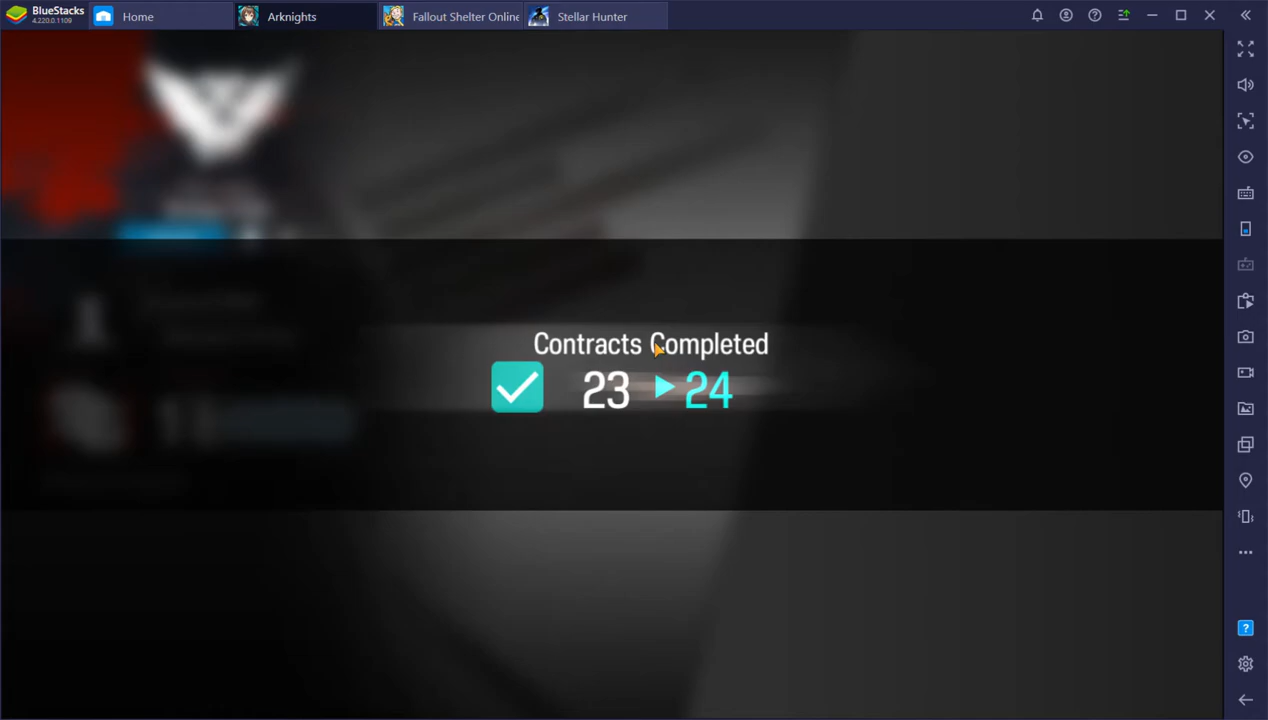 BlueStacks
4.220.0.1109
Home
Arknights
Fallout Shelter Online
Stellar Hunter
Contracts Completed
23 24